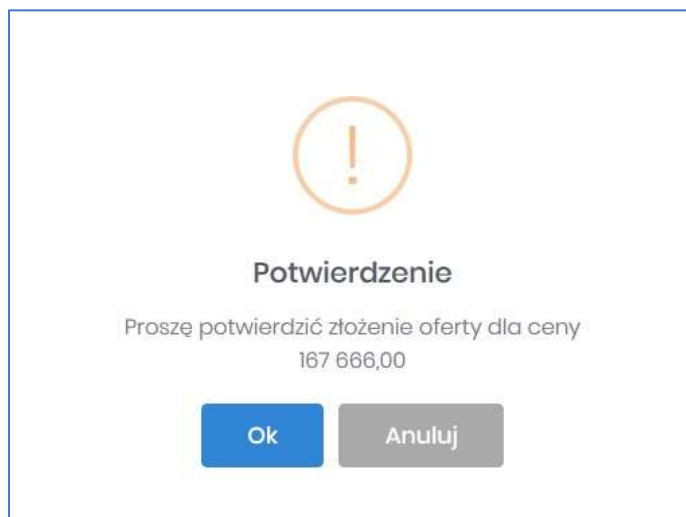 !
Potwierdzenie
Proszę potwierdzić złożenie oferty dla ceny
167 666,00
Ok Anuluj